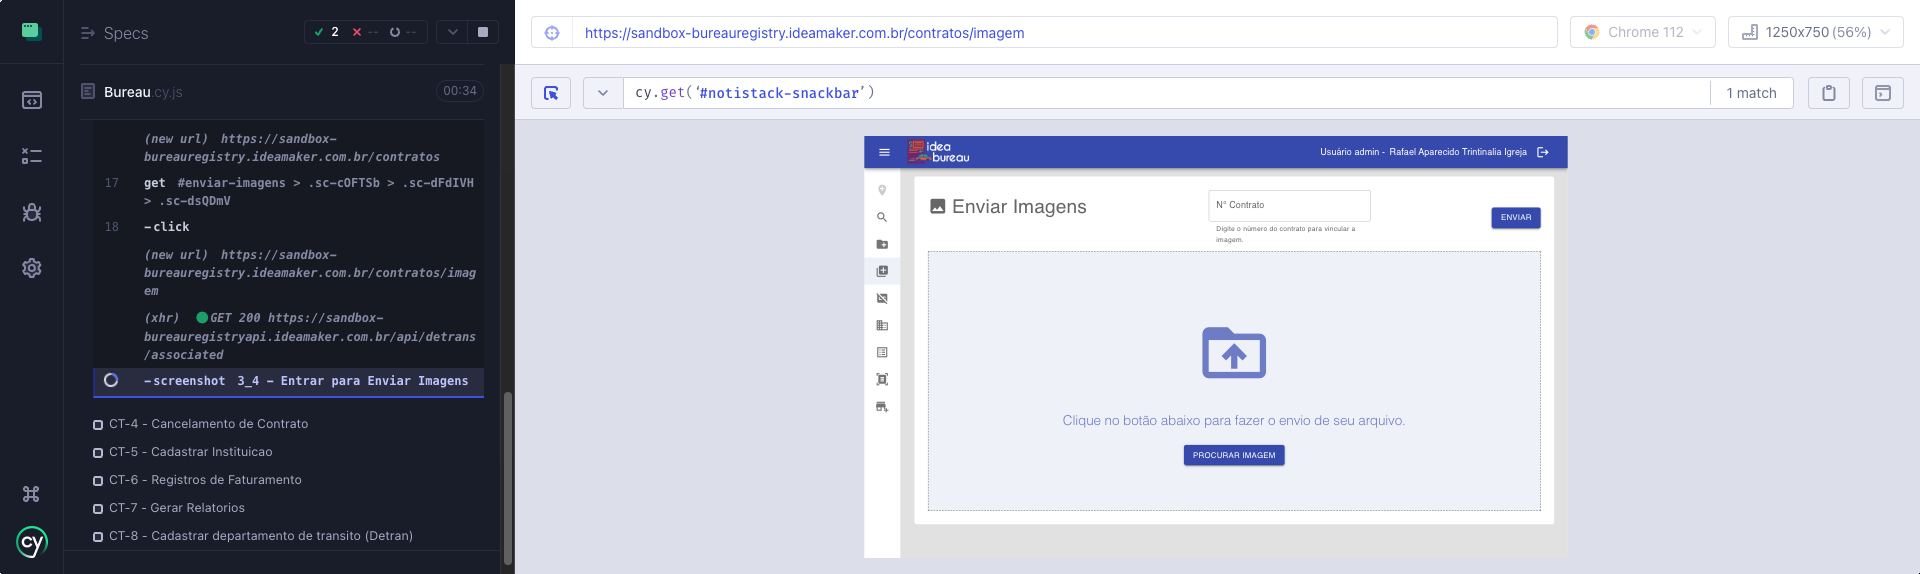 Specs
2 -- --
Bureau.cy.js 00:34
(new url) https://sandbox-
bureauregistry.ideamaker.com.br/contratos
17 get #enviar-imagens > .sc-cOFTSb > .sc-dFdIVH
> .sc-dsQDmV
18 -click
(new url) https://sandbox-
bureauregistry.ideamaker.com.br/contratos/imag
em
(xhr) GET 200 https://sandbox-
bureauregistryapi.ideamaker.com.br/api/detrans
/associated
-screenshot 3_4 - Entrar para Enviar Imagens
CT-4 - Cancelamento de Contrato
CT-5 - Cadastrar Instituicao
CT-6 - Registros de Faturamento
CT-7 - Gerar Relatorios
CT-8 - Cadastrar departamento de transito (Detran)
cy
https://sandbox-bureauregistry.ideamaker.com.br/contratos/imagem
Chrome 112
1250x750 (56%)
cy.get(‘#notistack-snackbar’)
1 match
idea
bureau
Usuário admin - Rafael Aparecido Trintinalia Igreja
Enviar Imagens
N° Contrato
Digite o número do contrato para vincular a
imagem.
ENVIAR
Clique no botão abaixo para fazer o envio de seu arquivo.
PROCURAR IMAGEM